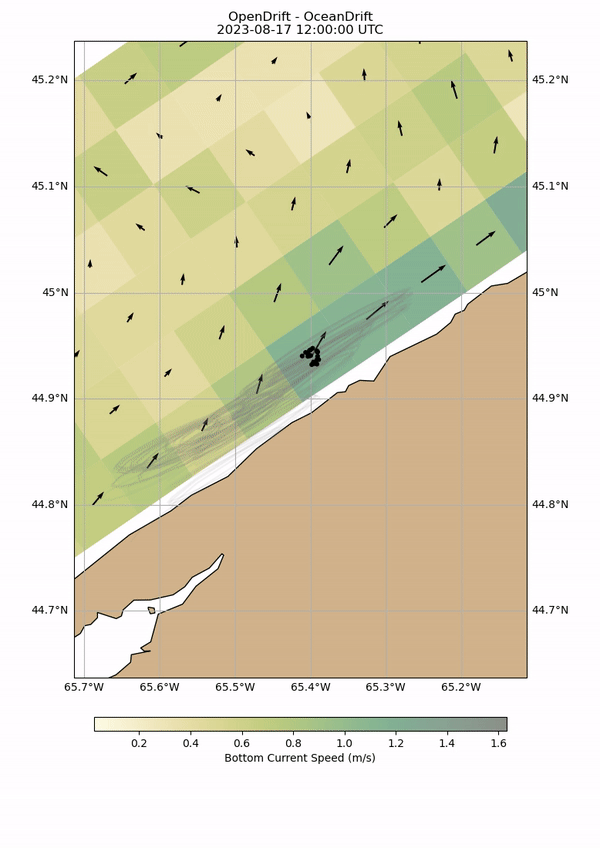 OpenDrift - OceanDrift
2023-08-17 12:00:00 UTC
45.2°N 45.2°N
45.1°N 45.1°N
45°N 45°N
44.9°N 44.9°N
44.8°N 44.8°N
44.7°N 44.7°N
65.7°W 65.6°W 65.5°W 65.4°W 65.3°W 65.2°W
0.2 0.4 0.6 0.8 1.0 1.2 1.4 1.6
Bottom Current Speed (m/s)